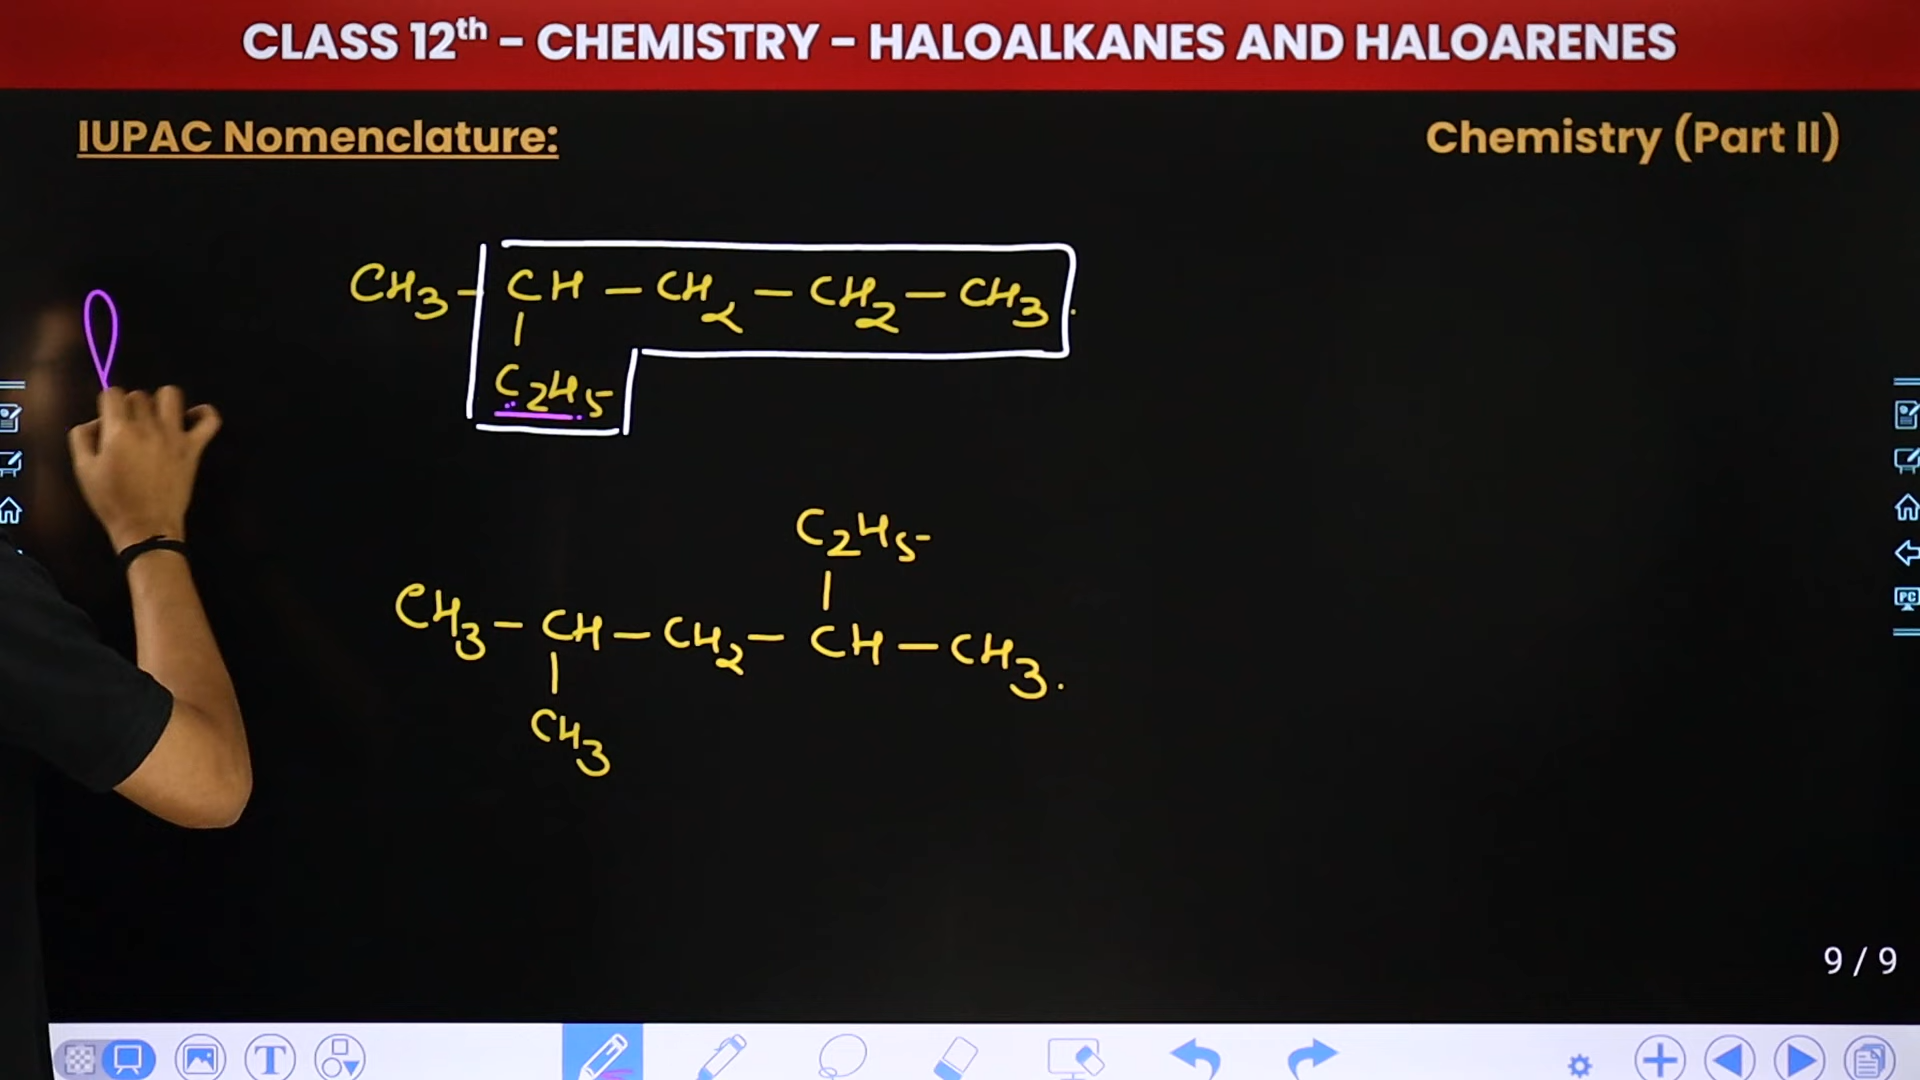 CLASS 12th - CHEMISTRY - HALOALKANES AND HALOARENES
IUPAC Nomenclature:
Chemistry (Part II)
CH3 - CH - CH2 - CH2 - CH3.
|
C2H5
C2H5
|
CH3 - CH - CH2 - CH - CH3.
|
CH3
9 / 9
T
PC